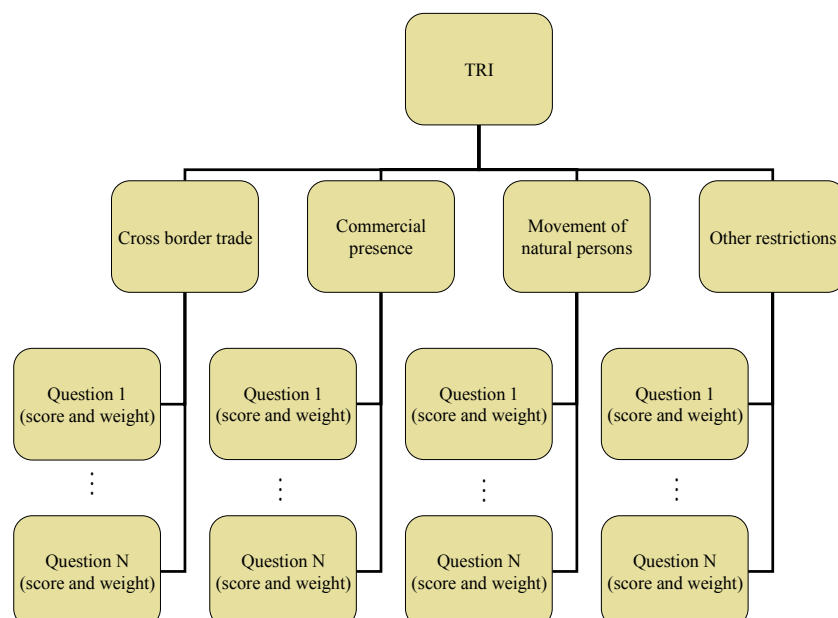 TRI
Cross border trade
Commercial
presence
Movement of
natural persons
Other restrictions
Question 1
(score and weight)
Question 1
(score and weight)
Question 1
(score and weight)
Question 1
(score and weight)
Question N
(score and weight)
Question N
(score and weight)
Question N
(score and weight)
Question N
(score and weight)